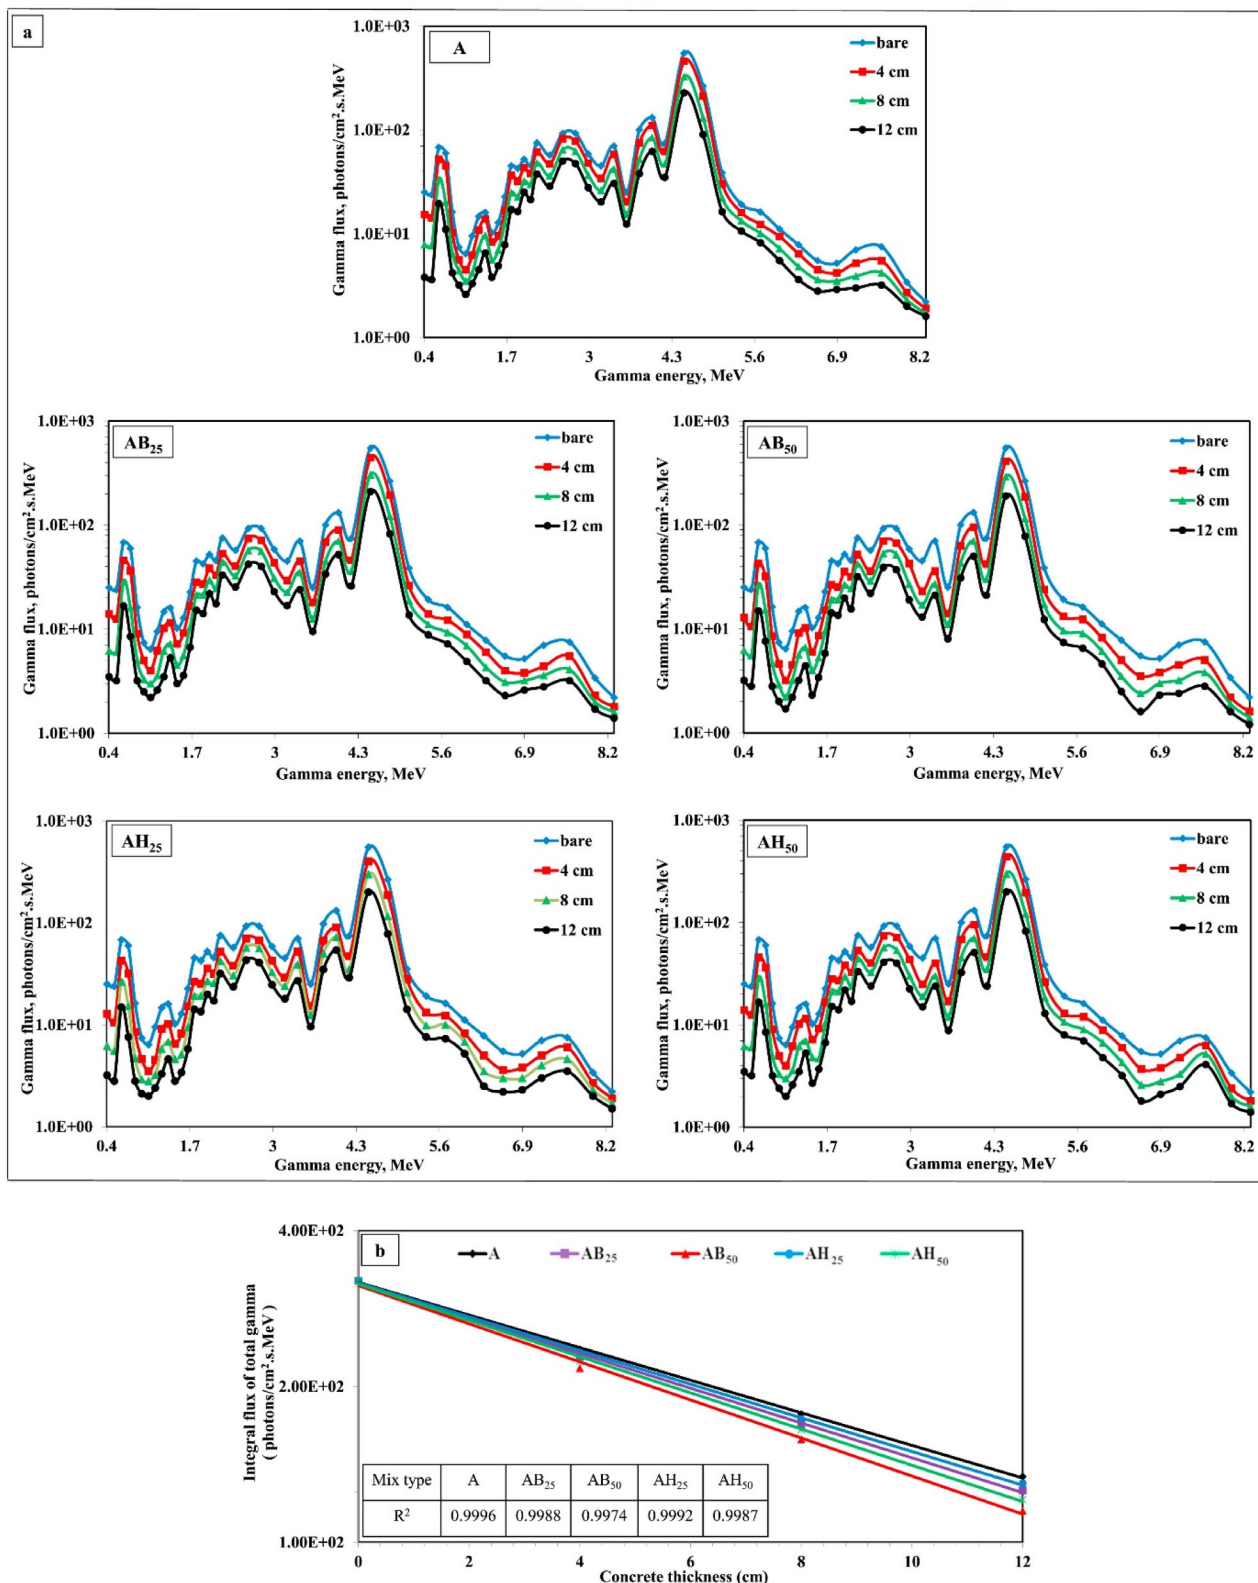 a
A
bare
4 cm
8 cm
12 cm
Gamma flux, photons/cm².s.MeV
1.0E+03
1.0E+02
1.0E+01
1.0E+00
0.4 1.7 3 4.3 5.6 6.9 8.2
Gamma energy, MeV
AB₂₅
bare
4 cm
8 cm
12 cm
Gamma flux, photons/cm².s.MeV
1.0E+03
1.0E+02
1.0E+01
1.0E+00
0.4 1.7 3 4.3 5.6 6.9 8.2
Gamma energy, MeV
AB₅₀
bare
4 cm
8 cm
12 cm
Gamma flux, photons/cm².s.MeV
1.0E+03
1.0E+02
1.0E+01
1.0E+00
0.4 1.7 3 4.3 5.6 6.9 8.2
Gamma energy, MeV
AH₂₅
bare
4 cm
8 cm
12 cm
Gamma flux, photons/cm².s.MeV
1.0E+03
1.0E+02
1.0E+01
1.0E+00
0.4 1.7 3 4.3 5.6 6.9 8.2
Gamma energy, MeV
AH₅₀
bare
4 cm
8 cm
12 cm
Gamma flux, photons/cm².s.MeV
1.0E+03
1.0E+02
1.0E+01
1.0E+00
0.4 1.7 3 4.3 5.6 6.9 8.2
Gamma energy, MeV
b
A AB₂₅ AB₅₀ AH₂₅ AH₅₀
Integral flux of total gamma
( photons/cm².s.MeV )
4.00E+02
2.00E+02
1.00E+02
Mix type A AB₂₅ AB₅₀ AH₂₅ AH₅₀
R² 0.9996 0.9988 0.9974 0.9992 0.9987
0 2 4 6 8 10 12
Concrete thickness (cm)